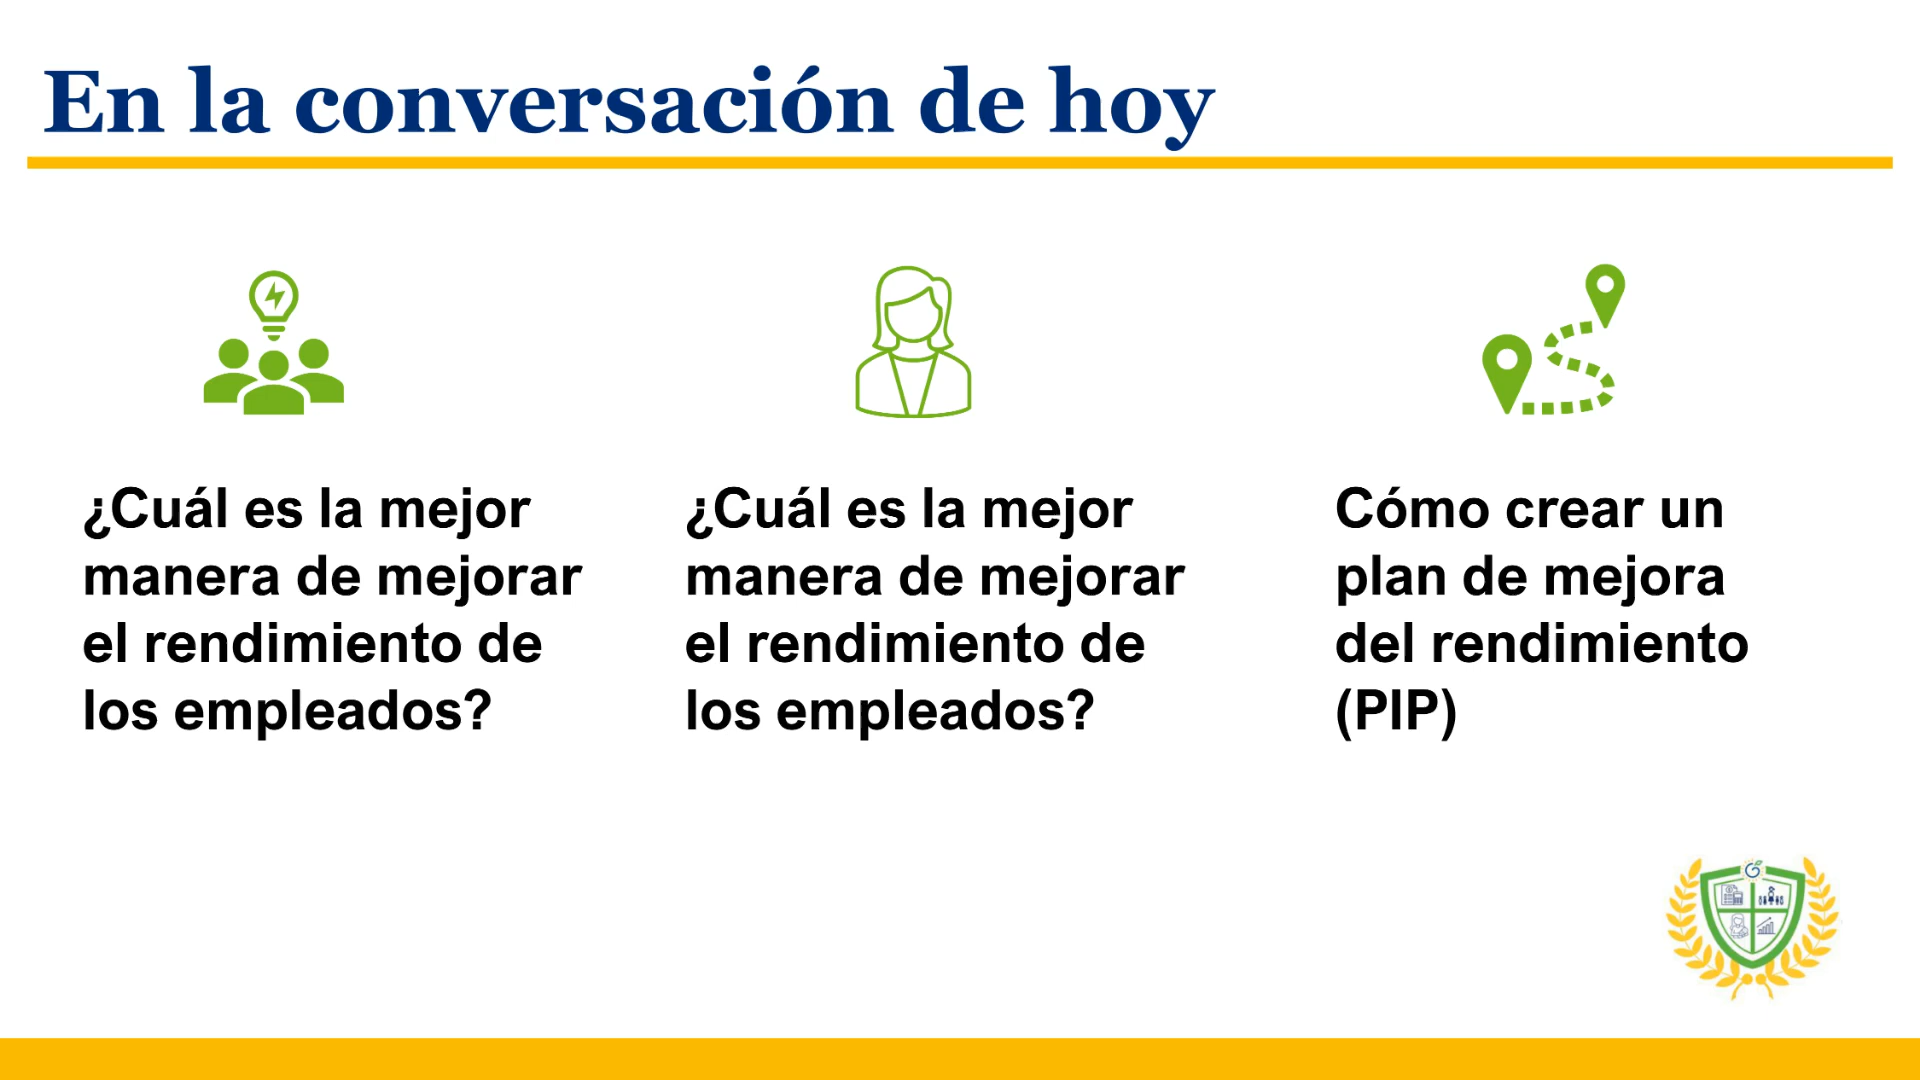 En la conversación de hoy
¿Cuál es la mejor
manera de mejorar
el rendimiento de
los empleados?
¿Cuál es la mejor
manera de mejorar
el rendimiento de
los empleados?
Cómo crear un
plan de mejora
del rendimiento
(PIP)